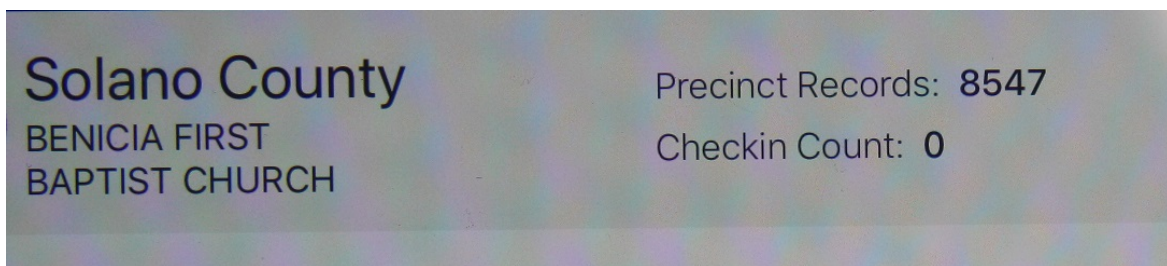 Solano County
BENICIA FIRST
BAPTIST CHURCH
Precinct Records: 8547
Checkin Count: 0